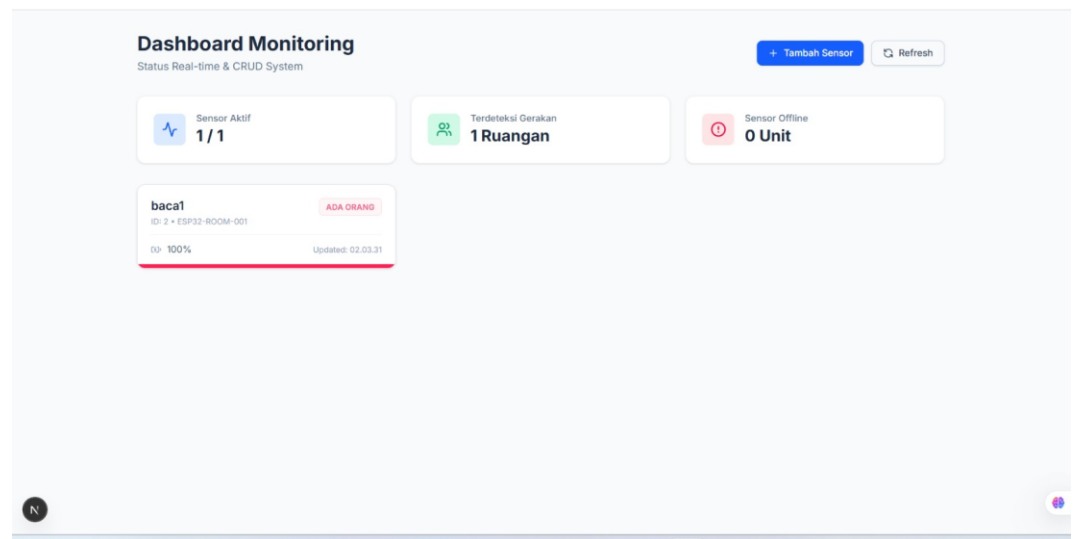 Dashboard Monitoring
Status Real-time & CRUD System
+ Tambah Sensor
Refresh
Sensor Aktif
1 / 1
Terdeteksi Gerakan
1 Ruangan
Sensor Offline
0 Unit
baca1
ADA ORANG
ID: 2 • ESP32-ROOM-001
100%
Updated: 02.03.31
N